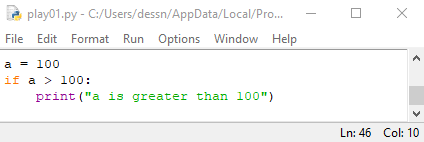 play01.py - C:/Users/dessn/AppData/Local/Pro...
File Edit Format Run Options Window Help
a = 100
if a > 100:
    print("a is greater than 100")
Ln: 46 Col: 10